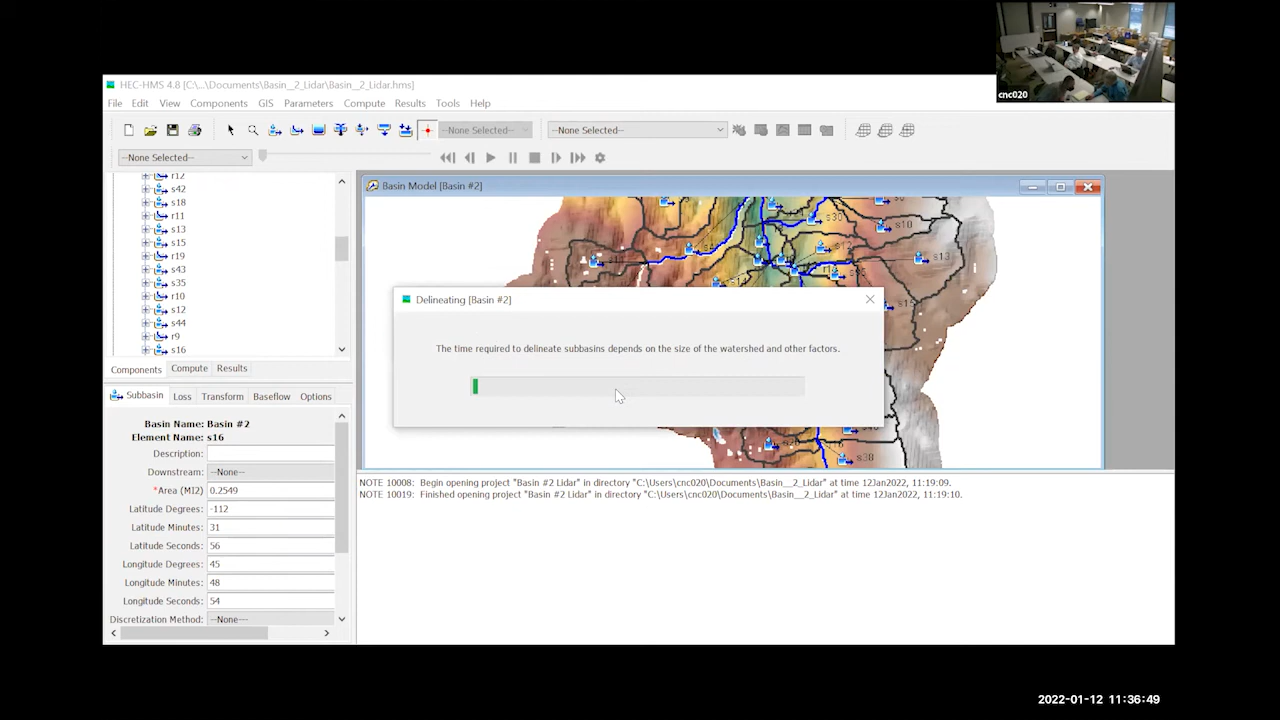 cnc020
HEC-HMS 4.8 [C:\...\Documents\Basin__2_Lidar\Basin__2_Lidar.hms]
File Edit View Components GIS Parameters Compute Results Tools Help
--None Selected-- --None Selected--
--None Selected--
r12
s42
s18
r11
s13
s15
r19
s43
s35
r10
s12
s44
r9
s16
Components Compute Results
Basin Model [Basin #2]
s30
s10
s13
s38
Delineating [Basin #2]
The time required to delineate subbasins depends on the size of the watershed and other factors.
Subbasin Loss Transform Baseflow Options
Basin Name: Basin #2
Element Name: s16
Description:
Downstream: --None--
*Area (MI2) 0.2549
Latitude Degrees: -112
Latitude Minutes: 31
Latitude Seconds: 56
Longitude Degrees: 45
Longitude Minutes: 48
Longitude Seconds: 54
Discretization Method: --None--
NOTE 10008: Begin opening project "Basin #2 Lidar" in directory "C:\Users\cnc020\Documents\Basin__2_Lidar" at time 12Jan2022, 11:19:09.
NOTE 10019: Finished opening project "Basin #2 Lidar" in directory "C:\Users\cnc020\Documents\Basin__2_Lidar" at time 12Jan2022, 11:19:10.
2022-01-12 11:36:49